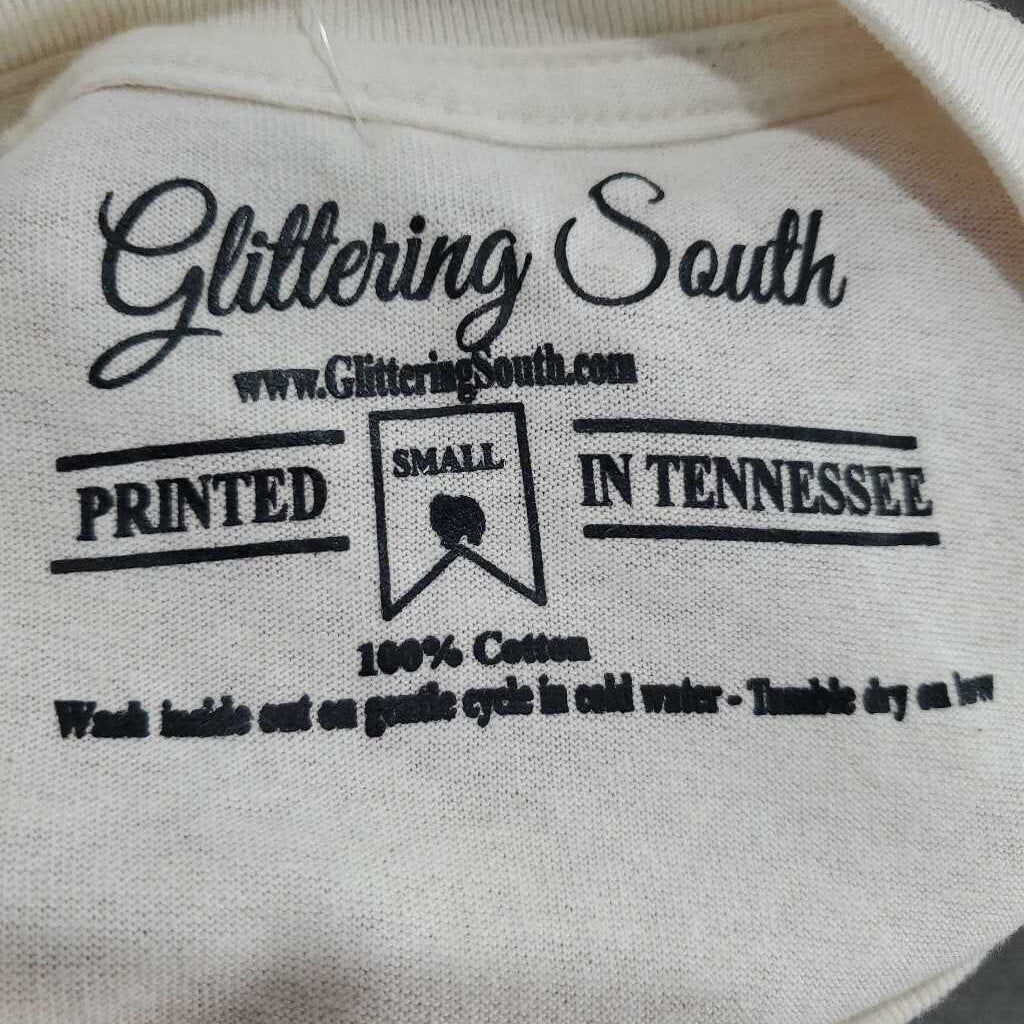 Glittering South
www.GlitteringSouth.com
PRINTED SMALL IN TENNESSEE
100% Cotton
Wash inside out on gentle cycle in cold water - Tumble dry on low